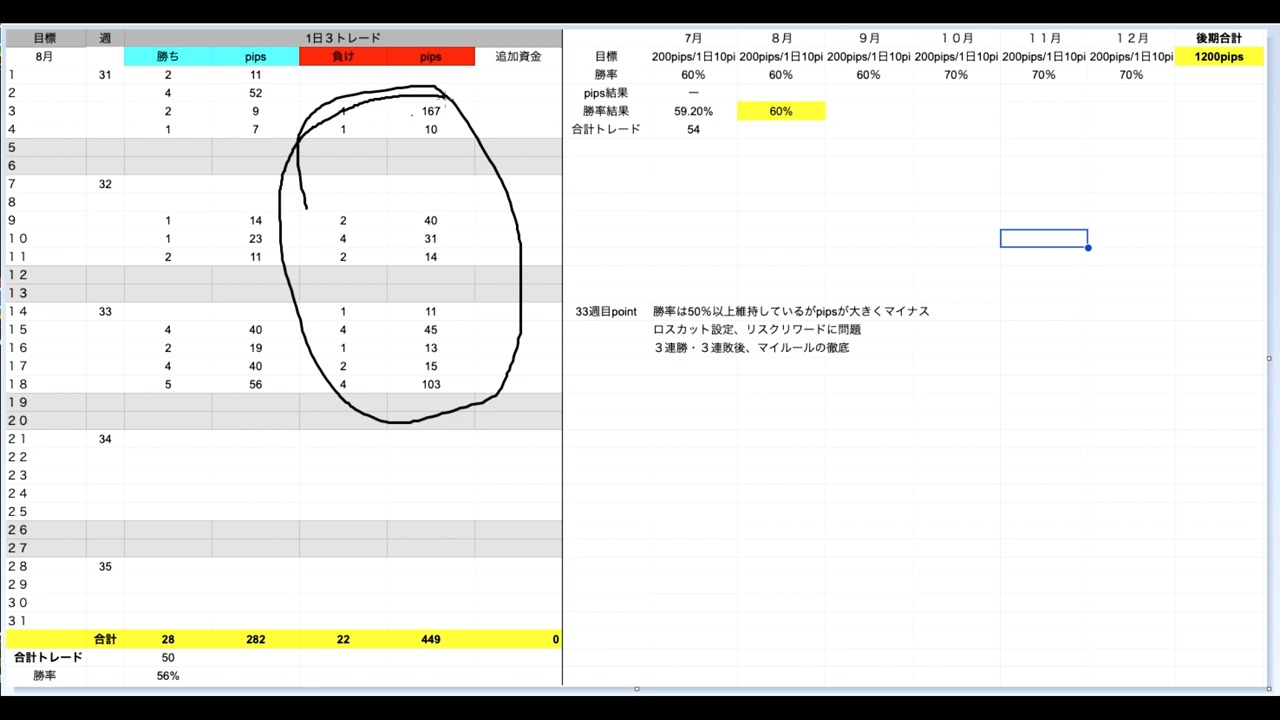 目標 週 1日３トレード
8月 勝ち pips 負け pips 追加資金
1 31 2 11
2 4 52
3 2 9 1 167
4 1 7 1 10
5
6
7 32
8
9 1 14 2 40
１０ 1 23 4 31
１１ 2 11 2 14
１２
１３
１４ 33 1 11
１５ 4 40 4 45
１６ 2 19 1 13
１７ 4 40 2 15
１８ 5 56 4 103
１９
２０
２１ 34
２２
２３
２４
２５
２６
２７
２８ 35
２９
３０
３１
合計 28 282 22 449 0
合計トレード 50
勝率 56%
7月 ８月 ９月 １０月 １１月 １２月 後期合計
目標 200pips/1日10pi 200pips/1日10pi 200pips/1日10pi 200pips/1日10pi 200pips/1日10pi 200pips/1日10pi 1200pips
勝率 60% 60% 60% 70% 70% 70%
pips結果 ー
勝率結果 59.20% 60%
合計トレード 54
33週目point 勝率は50％以上維持しているがpipsが大きくマイナス
ロスカット設定、リスクリワードに問題
３連勝・３連敗後、マイルールの徹底